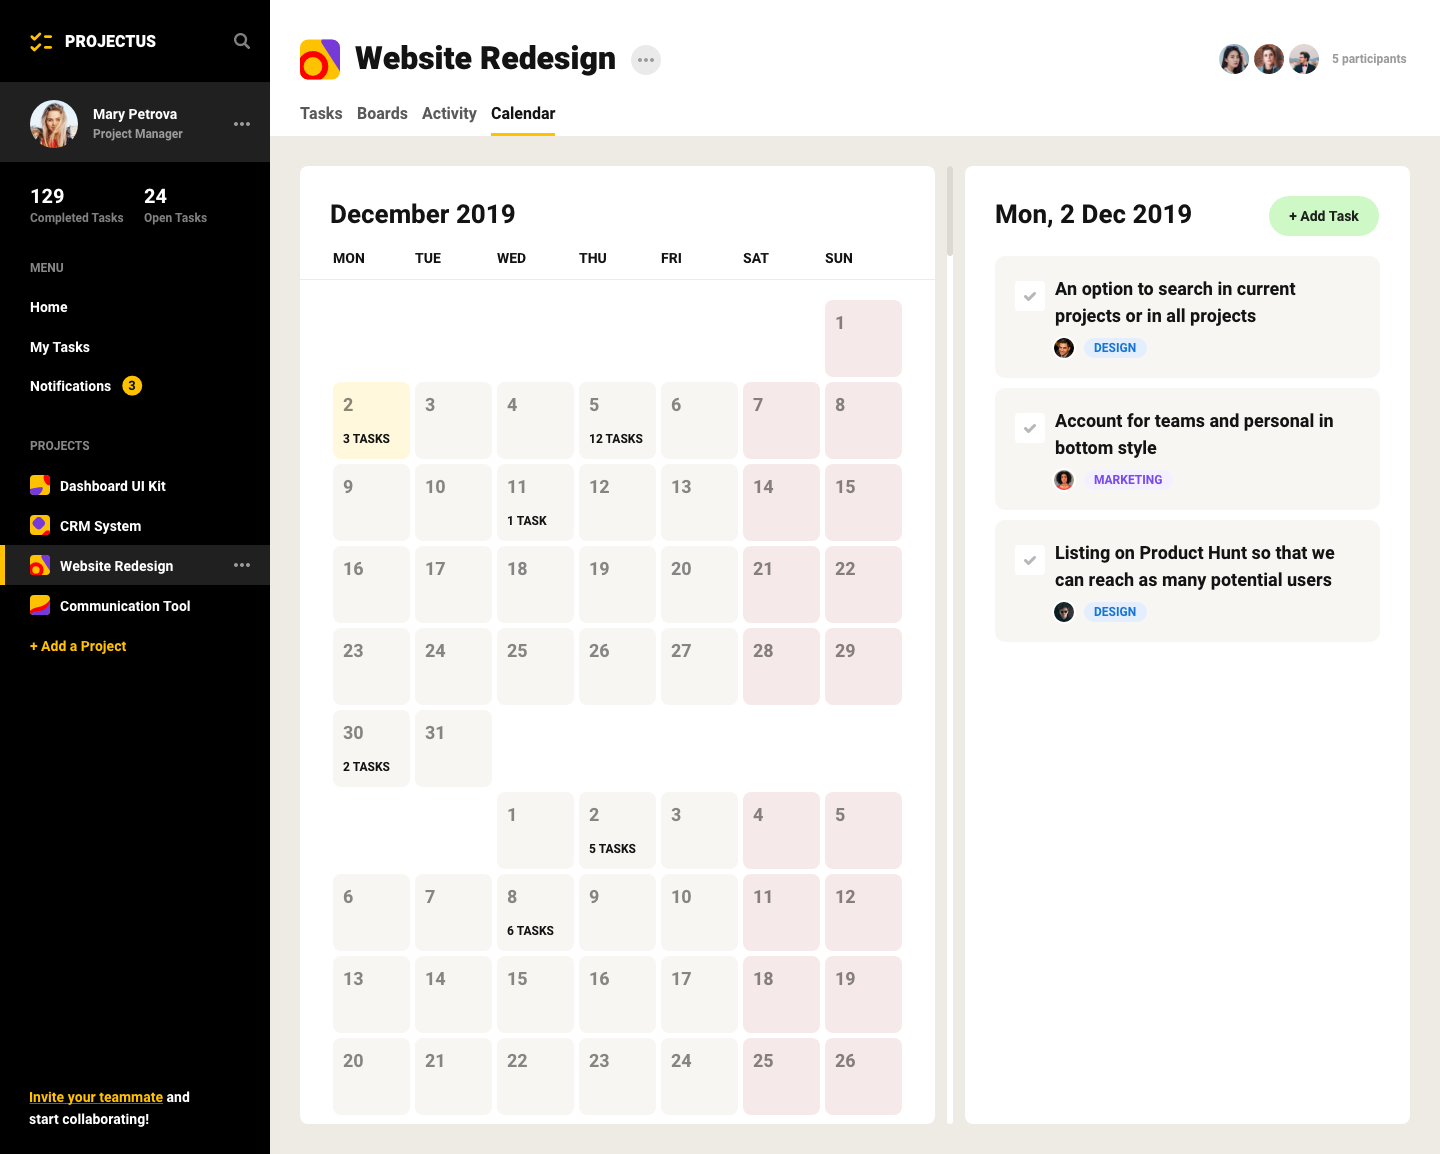 PROJECTUS
Mary Petrova
Project Manager
129
Completed Tasks
24
Open Tasks
MENU
Home
My Tasks
Notifications 3
PROJECTS
Dashboard UI Kit
CRM System
Website Redesign
Communication Tool
+ Add a Project
Invite your teammate and
start collaborating!
Website Redesign
5 participants
Tasks Boards Activity Calendar
December 2019
MON TUE WED THU FRI SAT SUN
1
2 3 4 5 6 7 8
3 TASKS 12 TASKS
9 10 11 12 13 14 15
1 TASK
16 17 18 19 20 21 22
23 24 25 26 27 28 29
30 31
2 TASKS
1 2 3 4 5
5 TASKS
6 7 8 9 10 11 12
6 TASKS
13 14 15 16 17 18 19
20 21 22 23 24 25 26
Mon, 2 Dec 2019
+ Add Task
An option to search in current
projects or in all projects
DESIGN
Account for teams and personal in
bottom style
MARKETING
Listing on Product Hunt so that we
can reach as many potential users
DESIGN